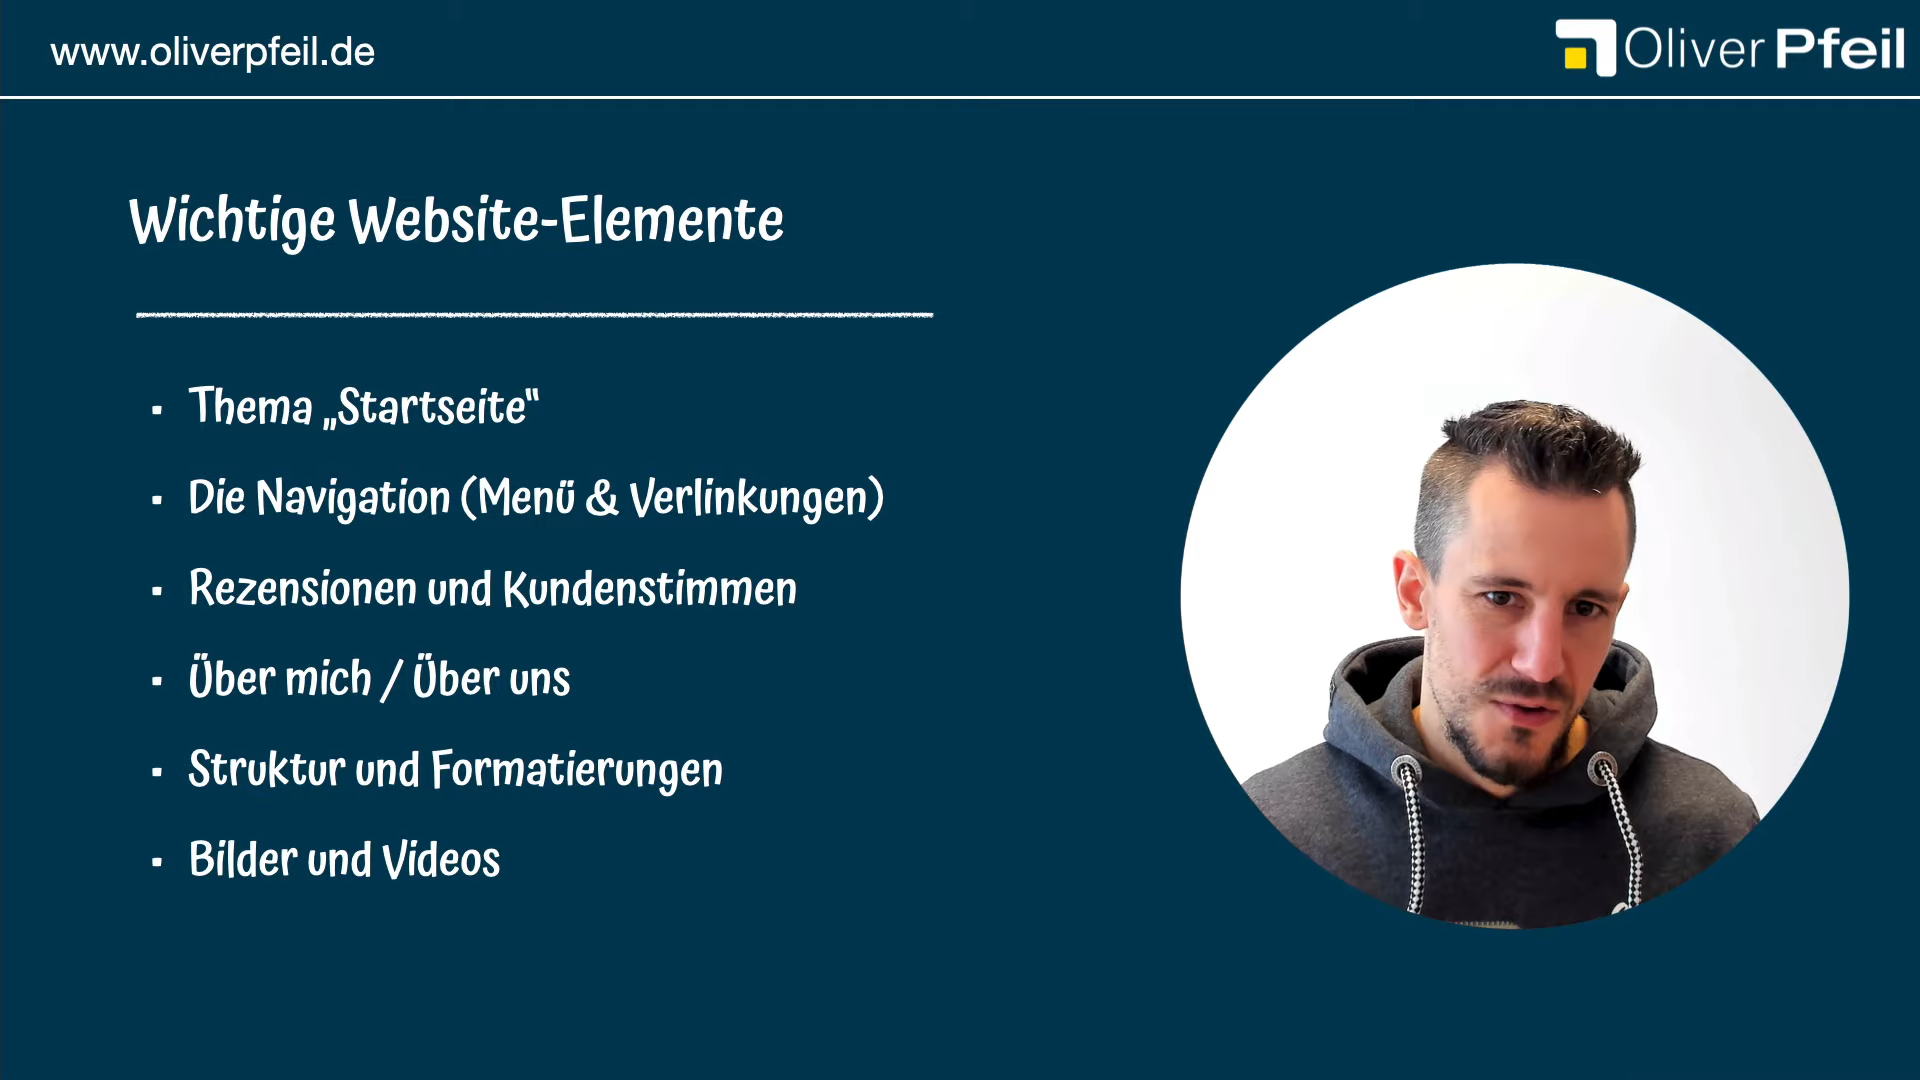 www.oliverpfeil.de
Oliver Pfeil
Wichtige Website-Elemente
▪ Thema „Startseite“
▪ Die Navigation (Menü & Verlinkungen)
▪ Rezensionen und Kundenstimmen
▪ Über mich / Über uns
▪ Struktur und Formatierungen
▪ Bilder und Videos